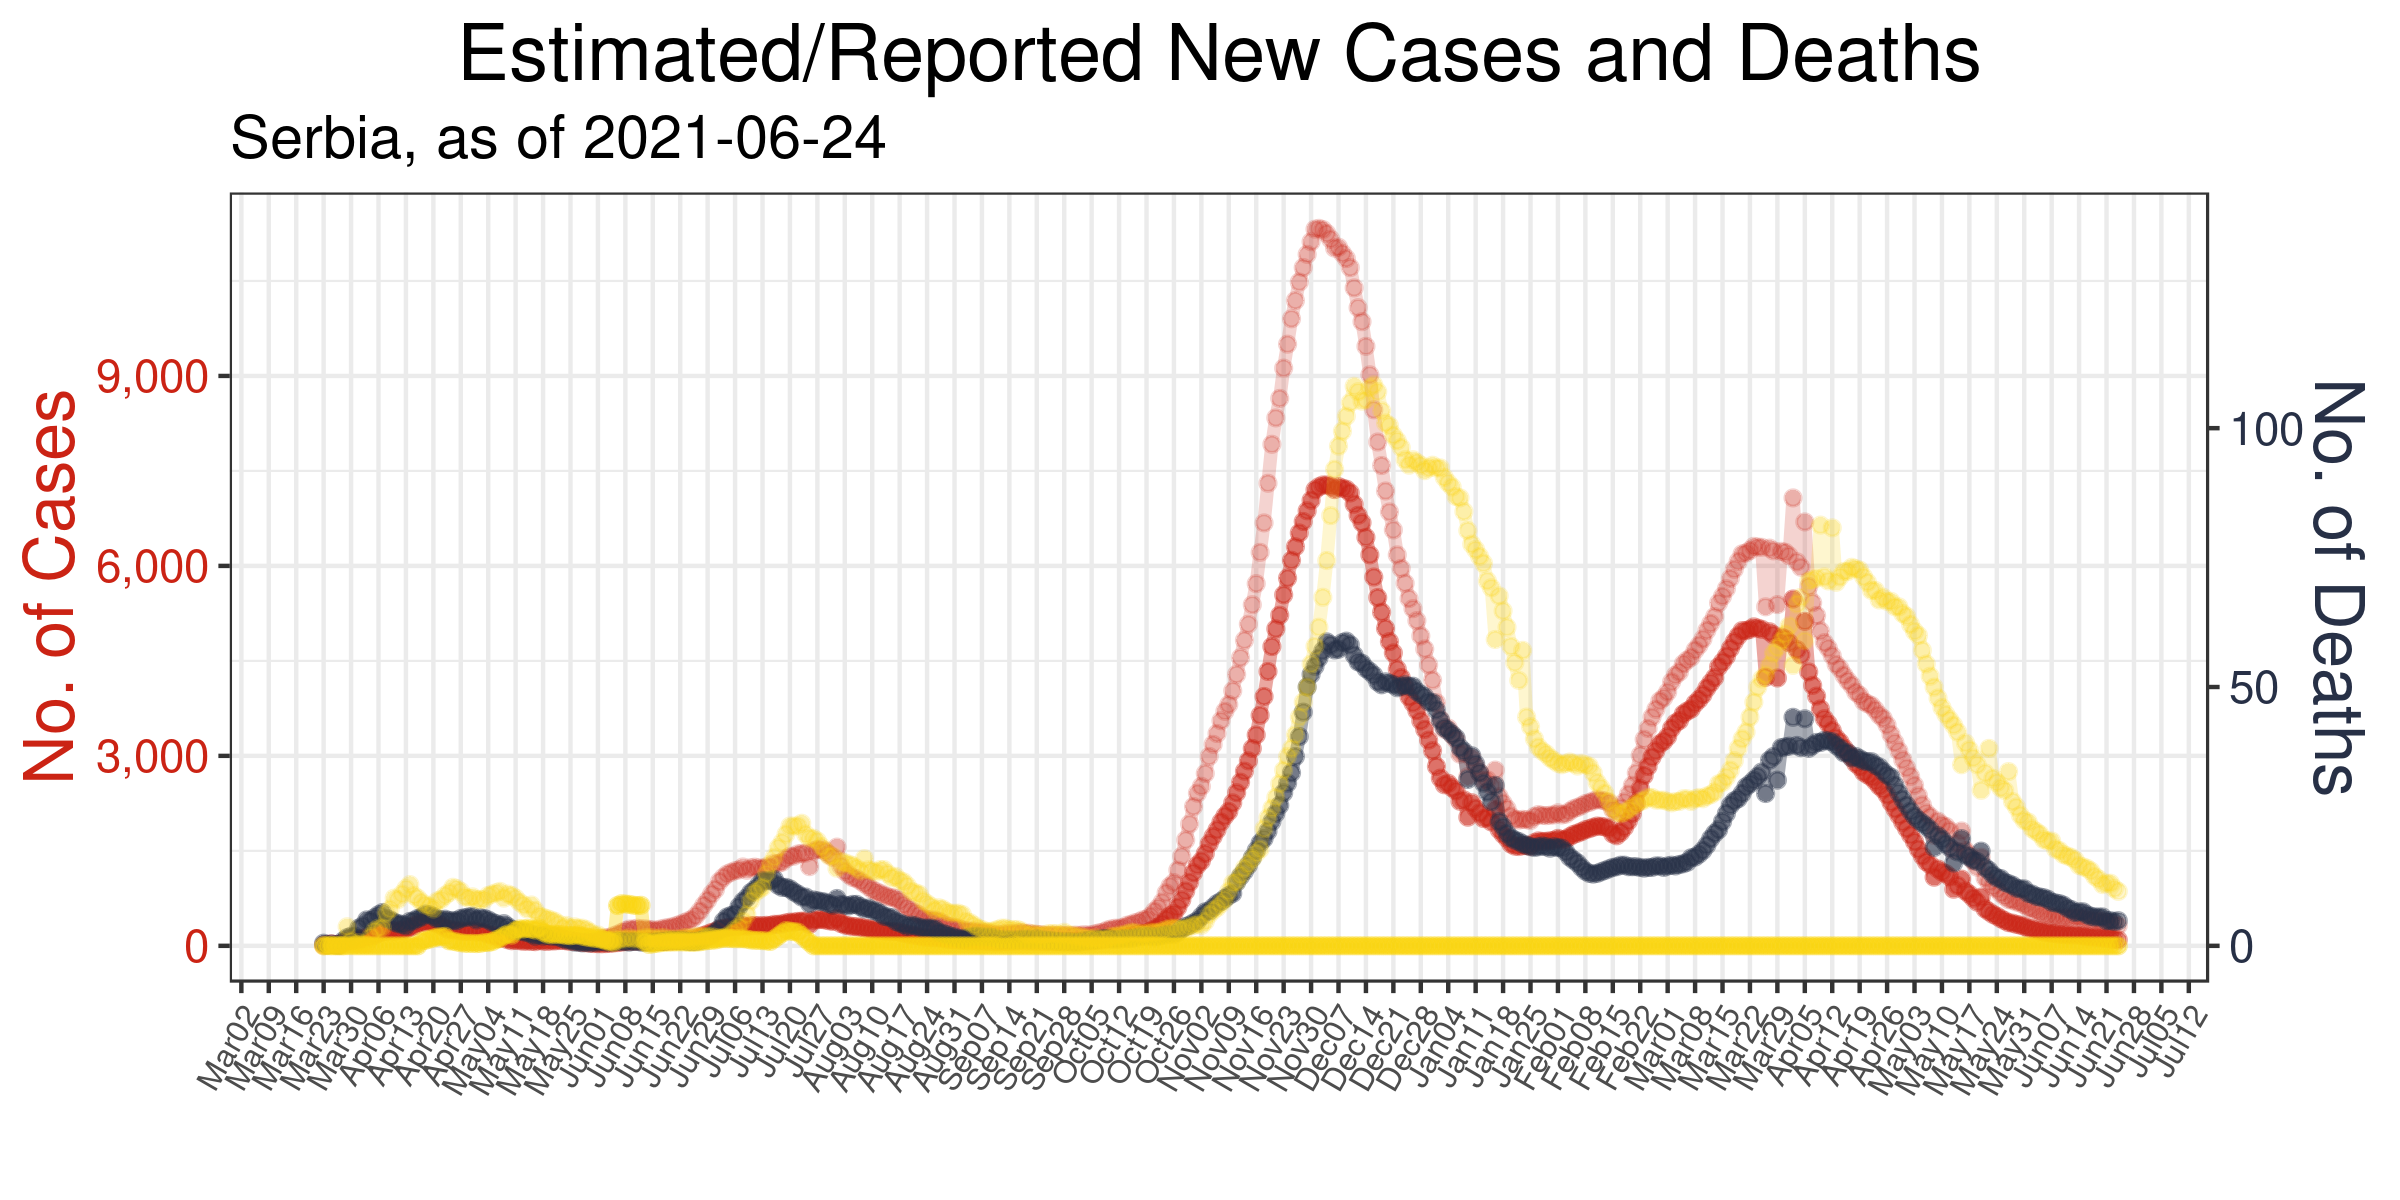 Estimated/Reported New Cases and Deaths
Serbia, as of 2021-06-24
No. of Cases
9,000
6,000
3,000
0
100
50
0
No. of Deaths
Mar02
Mar09
Mar16
Mar23
Mar30
Apr06
Apr13
Apr20
Apr27
May04
May11
May18
May25
Jun01
Jun08
Jun15
Jun22
Jun29
Jul06
Jul13
Jul20
Jul27
Aug03
Aug10
Aug17
Aug24
Aug31
Sep07
Sep14
Sep21
Sep28
Oct05
Oct12
Oct19
Oct26
Nov02
Nov09
Nov16
Nov23
Nov30
Dec07
Dec14
Dec21
Dec28
Jan04
Jan11
Jan18
Jan25
Feb01
Feb08
Feb15
Feb22
Mar01
Mar08
Mar15
Mar22
Mar29
Apr05
Apr12
Apr19
Apr26
May03
May10
May17
May24
May31
Jun07
Jun14
Jun21
Jun28
Jul05
Jul12